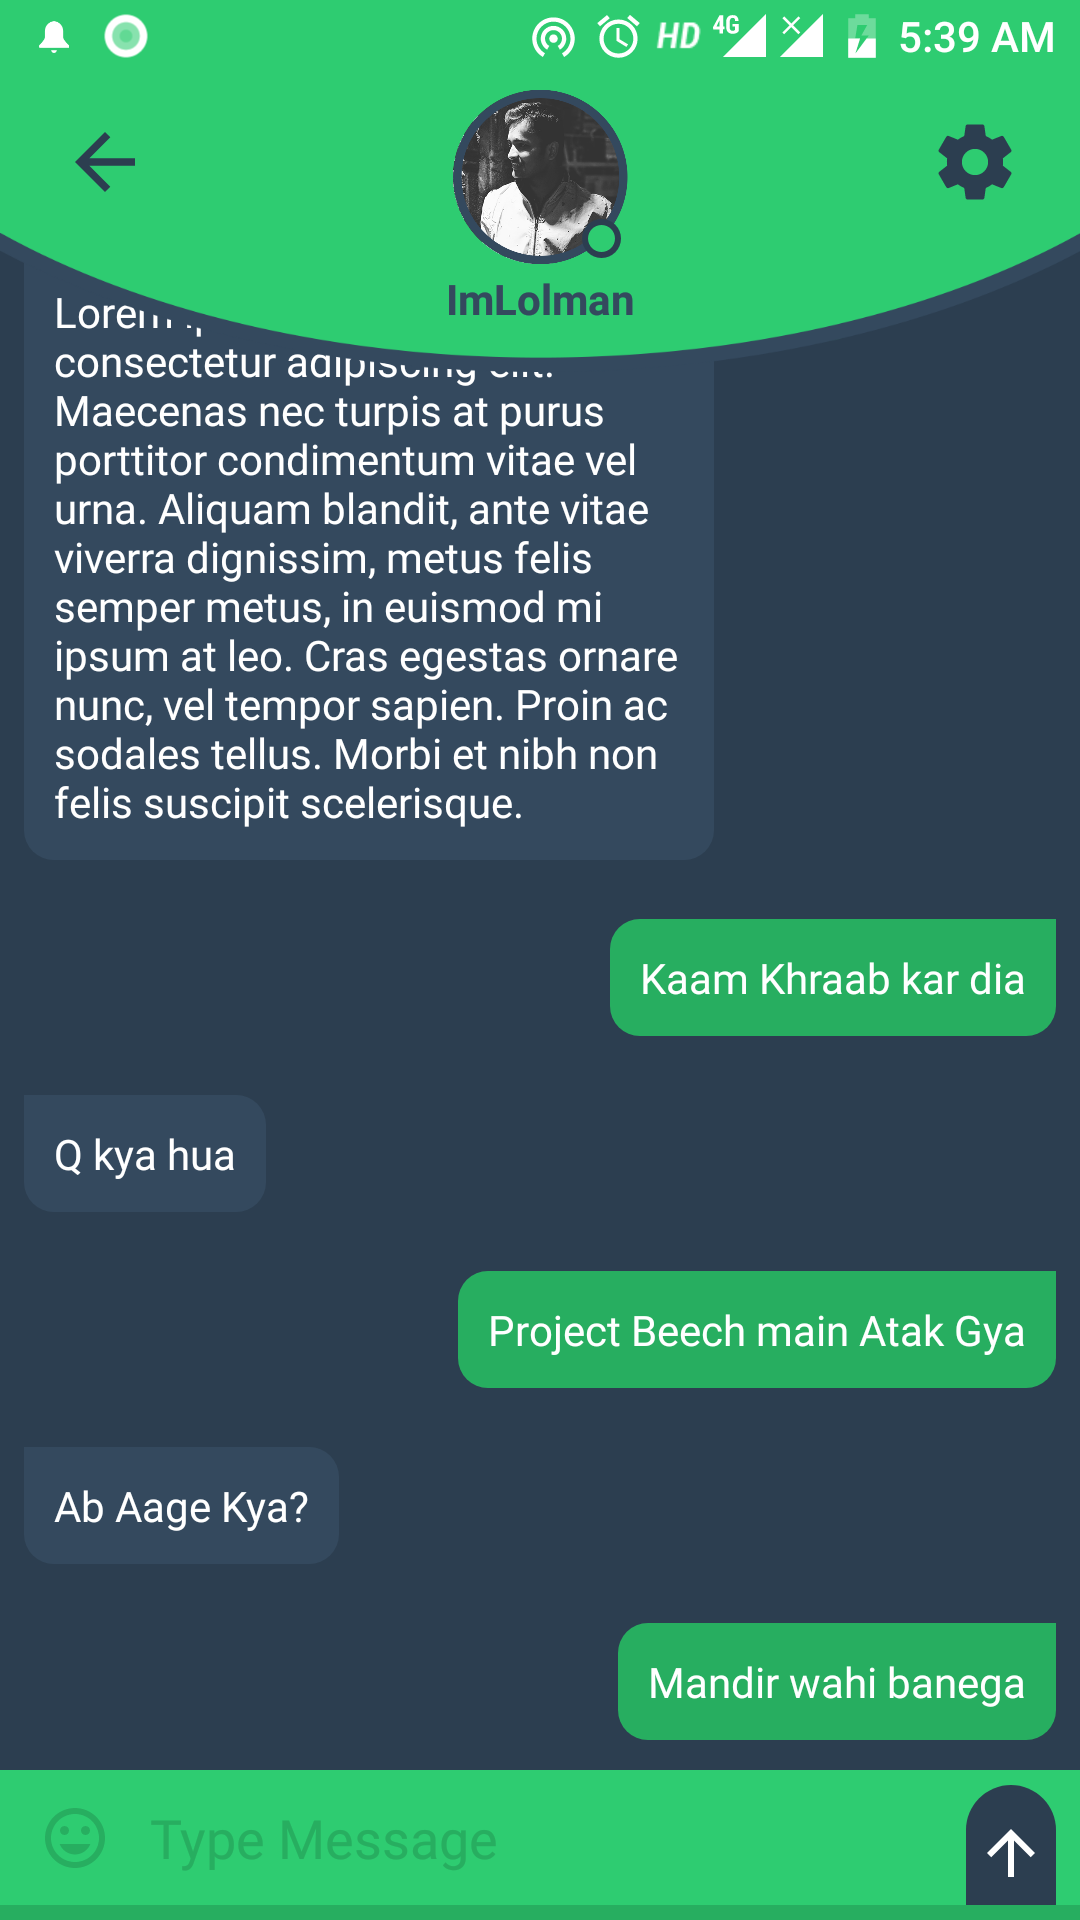 HD 4G 5:39 AM
ImLolman
consectetur adipiscing elit.
Maecenas nec turpis at purus
porttitor condimentum vitae vel
urna. Aliquam blandit, ante vitae
viverra dignissim, metus felis
semper metus, in euismod mi
ipsum at leo. Cras egestas ornare
nunc, vel tempor sapien. Proin ac
sodales tellus. Morbi et nibh non
felis suscipit scelerisque.
Kaam Khraab kar dia
Q kya hua
Project Beech main Atak Gya
Ab Aage Kya?
Mandir wahi banega
Type Message